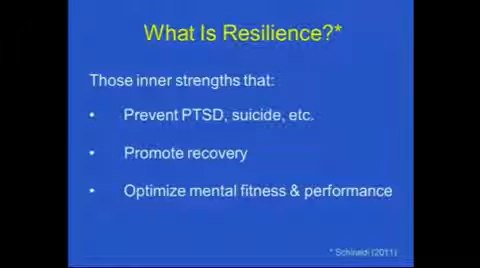 What Is Resilience?*
Those inner strengths that:
• Prevent PTSD, suicide, etc.
• Promote recovery
• Optimize mental fitness & performance
* Schiraldi (2011)